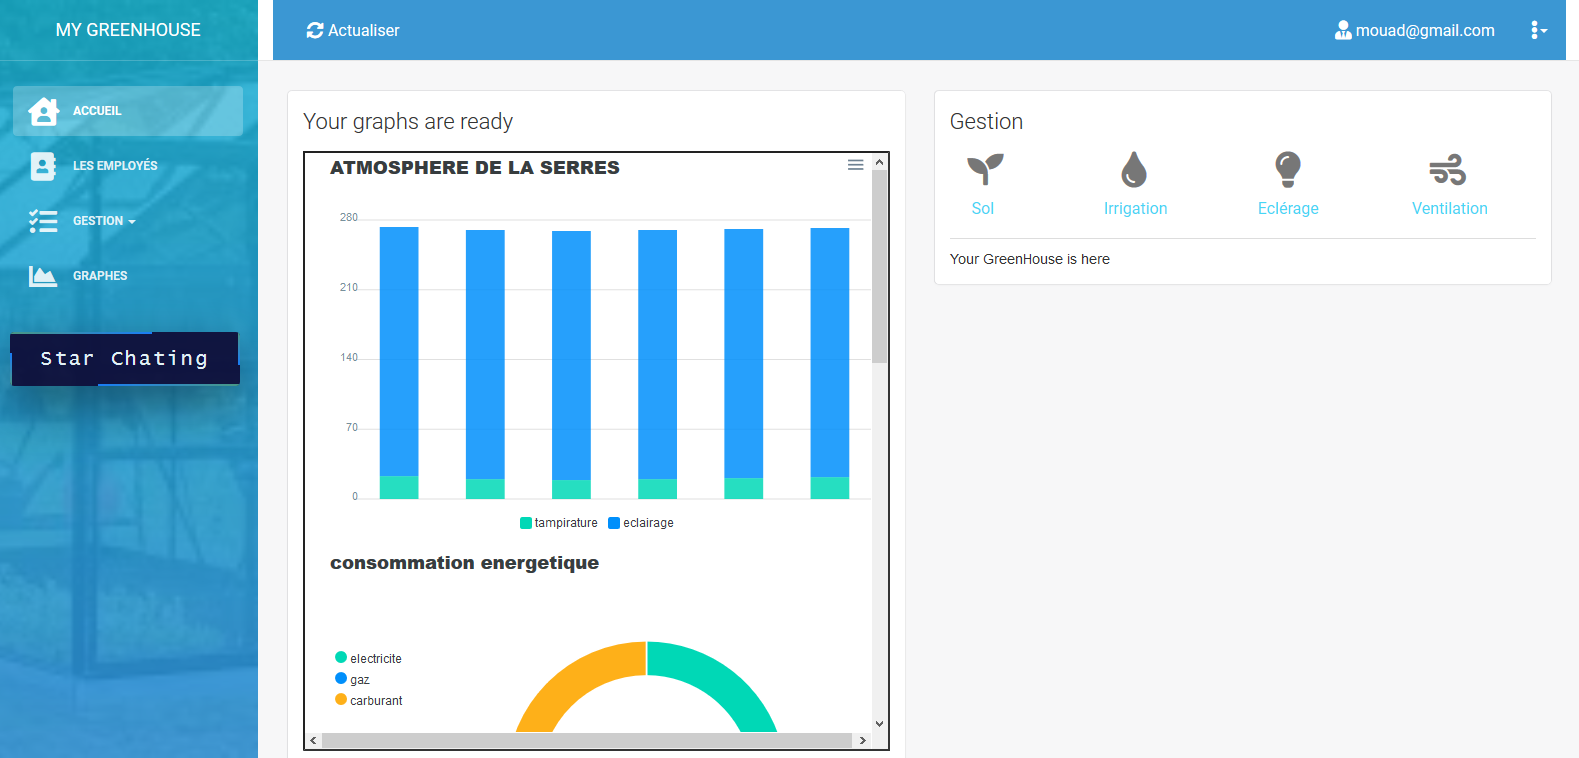 MY GREENHOUSE
Actualiser
mouad@gmail.com
ACCUEIL
LES EMPLOYÉS
GESTION
GRAPHES
Star Chating
Your graphs are ready
ATMOSPHERE DE LA SERRES
280
210
140
70
0
tampirature eclairage
consommation energetique
electricite
gaz
carburant
Gestion
Sol Irrigation Eclérage Ventilation
Your GreenHouse is here